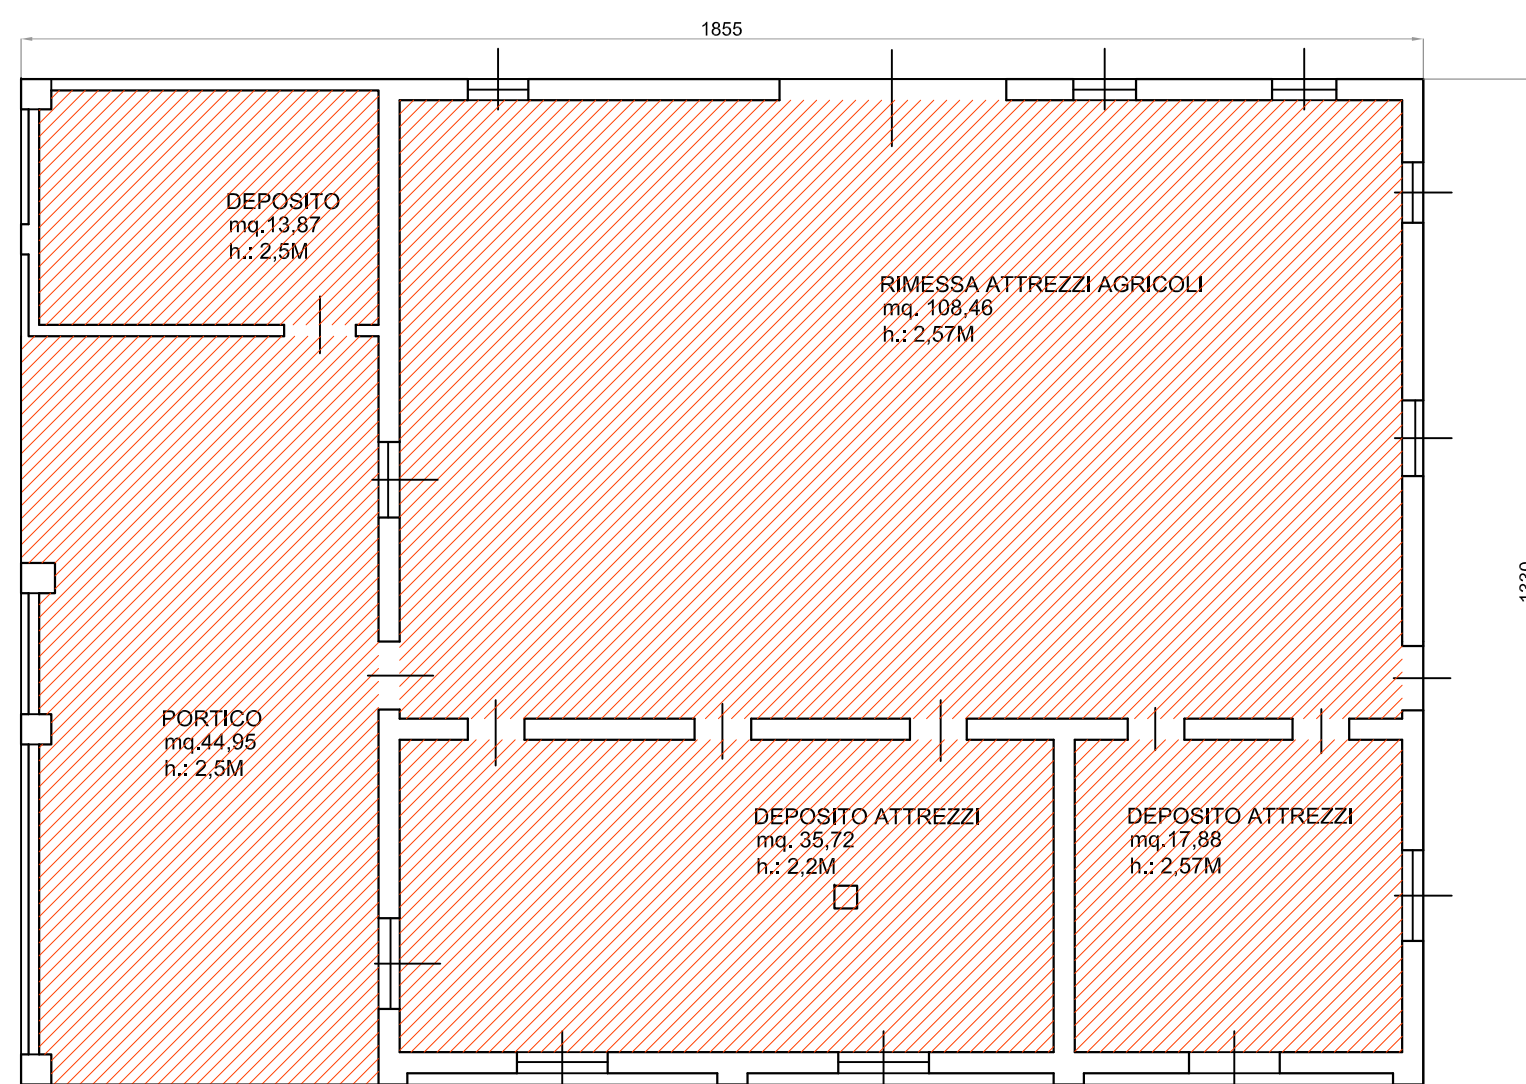 1855
DEPOSITO
mq.13,87
h.: 2,5M
RIMESSA ATTREZZI AGRICOLI
mq. 108,46
h.: 2,57M
PORTICO
mq.44,95
h.: 2,5M
DEPOSITO ATTREZZI
mq. 35,72
h.: 2,2M
DEPOSITO ATTREZZI
mq.17,88
h.: 2,57M